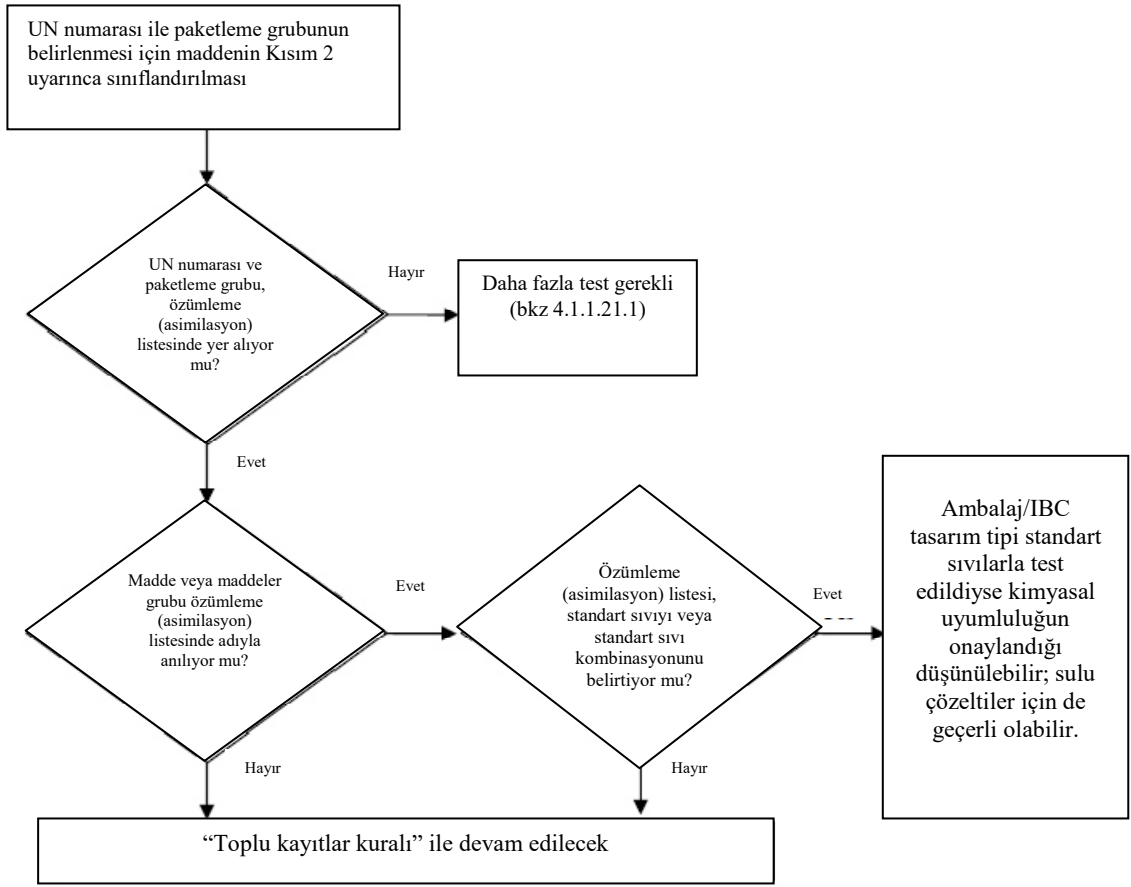 UN numarası ile paketleme grubunun
belirlenmesi için maddenin Kısım 2
uyarınca sınıflandırılması
UN numarası ve
paketleme grubu,
özümleme
(asimilasyon)
listesinde yer alıyor
mu?
Hayır
Daha fazla test gerekli
(bkz 4.1.1.21.1)
Evet
Madde veya maddeler
grubu özümleme
(asimilasyon)
listesinde adıyla
anılıyor mu?
Evet
Özümleme
(asimilasyon) listesi,
standart sıvıyı veya
standart sıvı
kombinasyonunu
belirtiyor mu?
Evet
Ambalaj/IBC
tasarım tipi standart
sıvılarla test
edildiyse kimyasal
uyumluluğun
onaylandığı
düşünülebilir; sulu
çözeltiler için de
geçerli olabilir.
Hayır
Hayır
“Toplu kayıtlar kuralı” ile devam edilecek